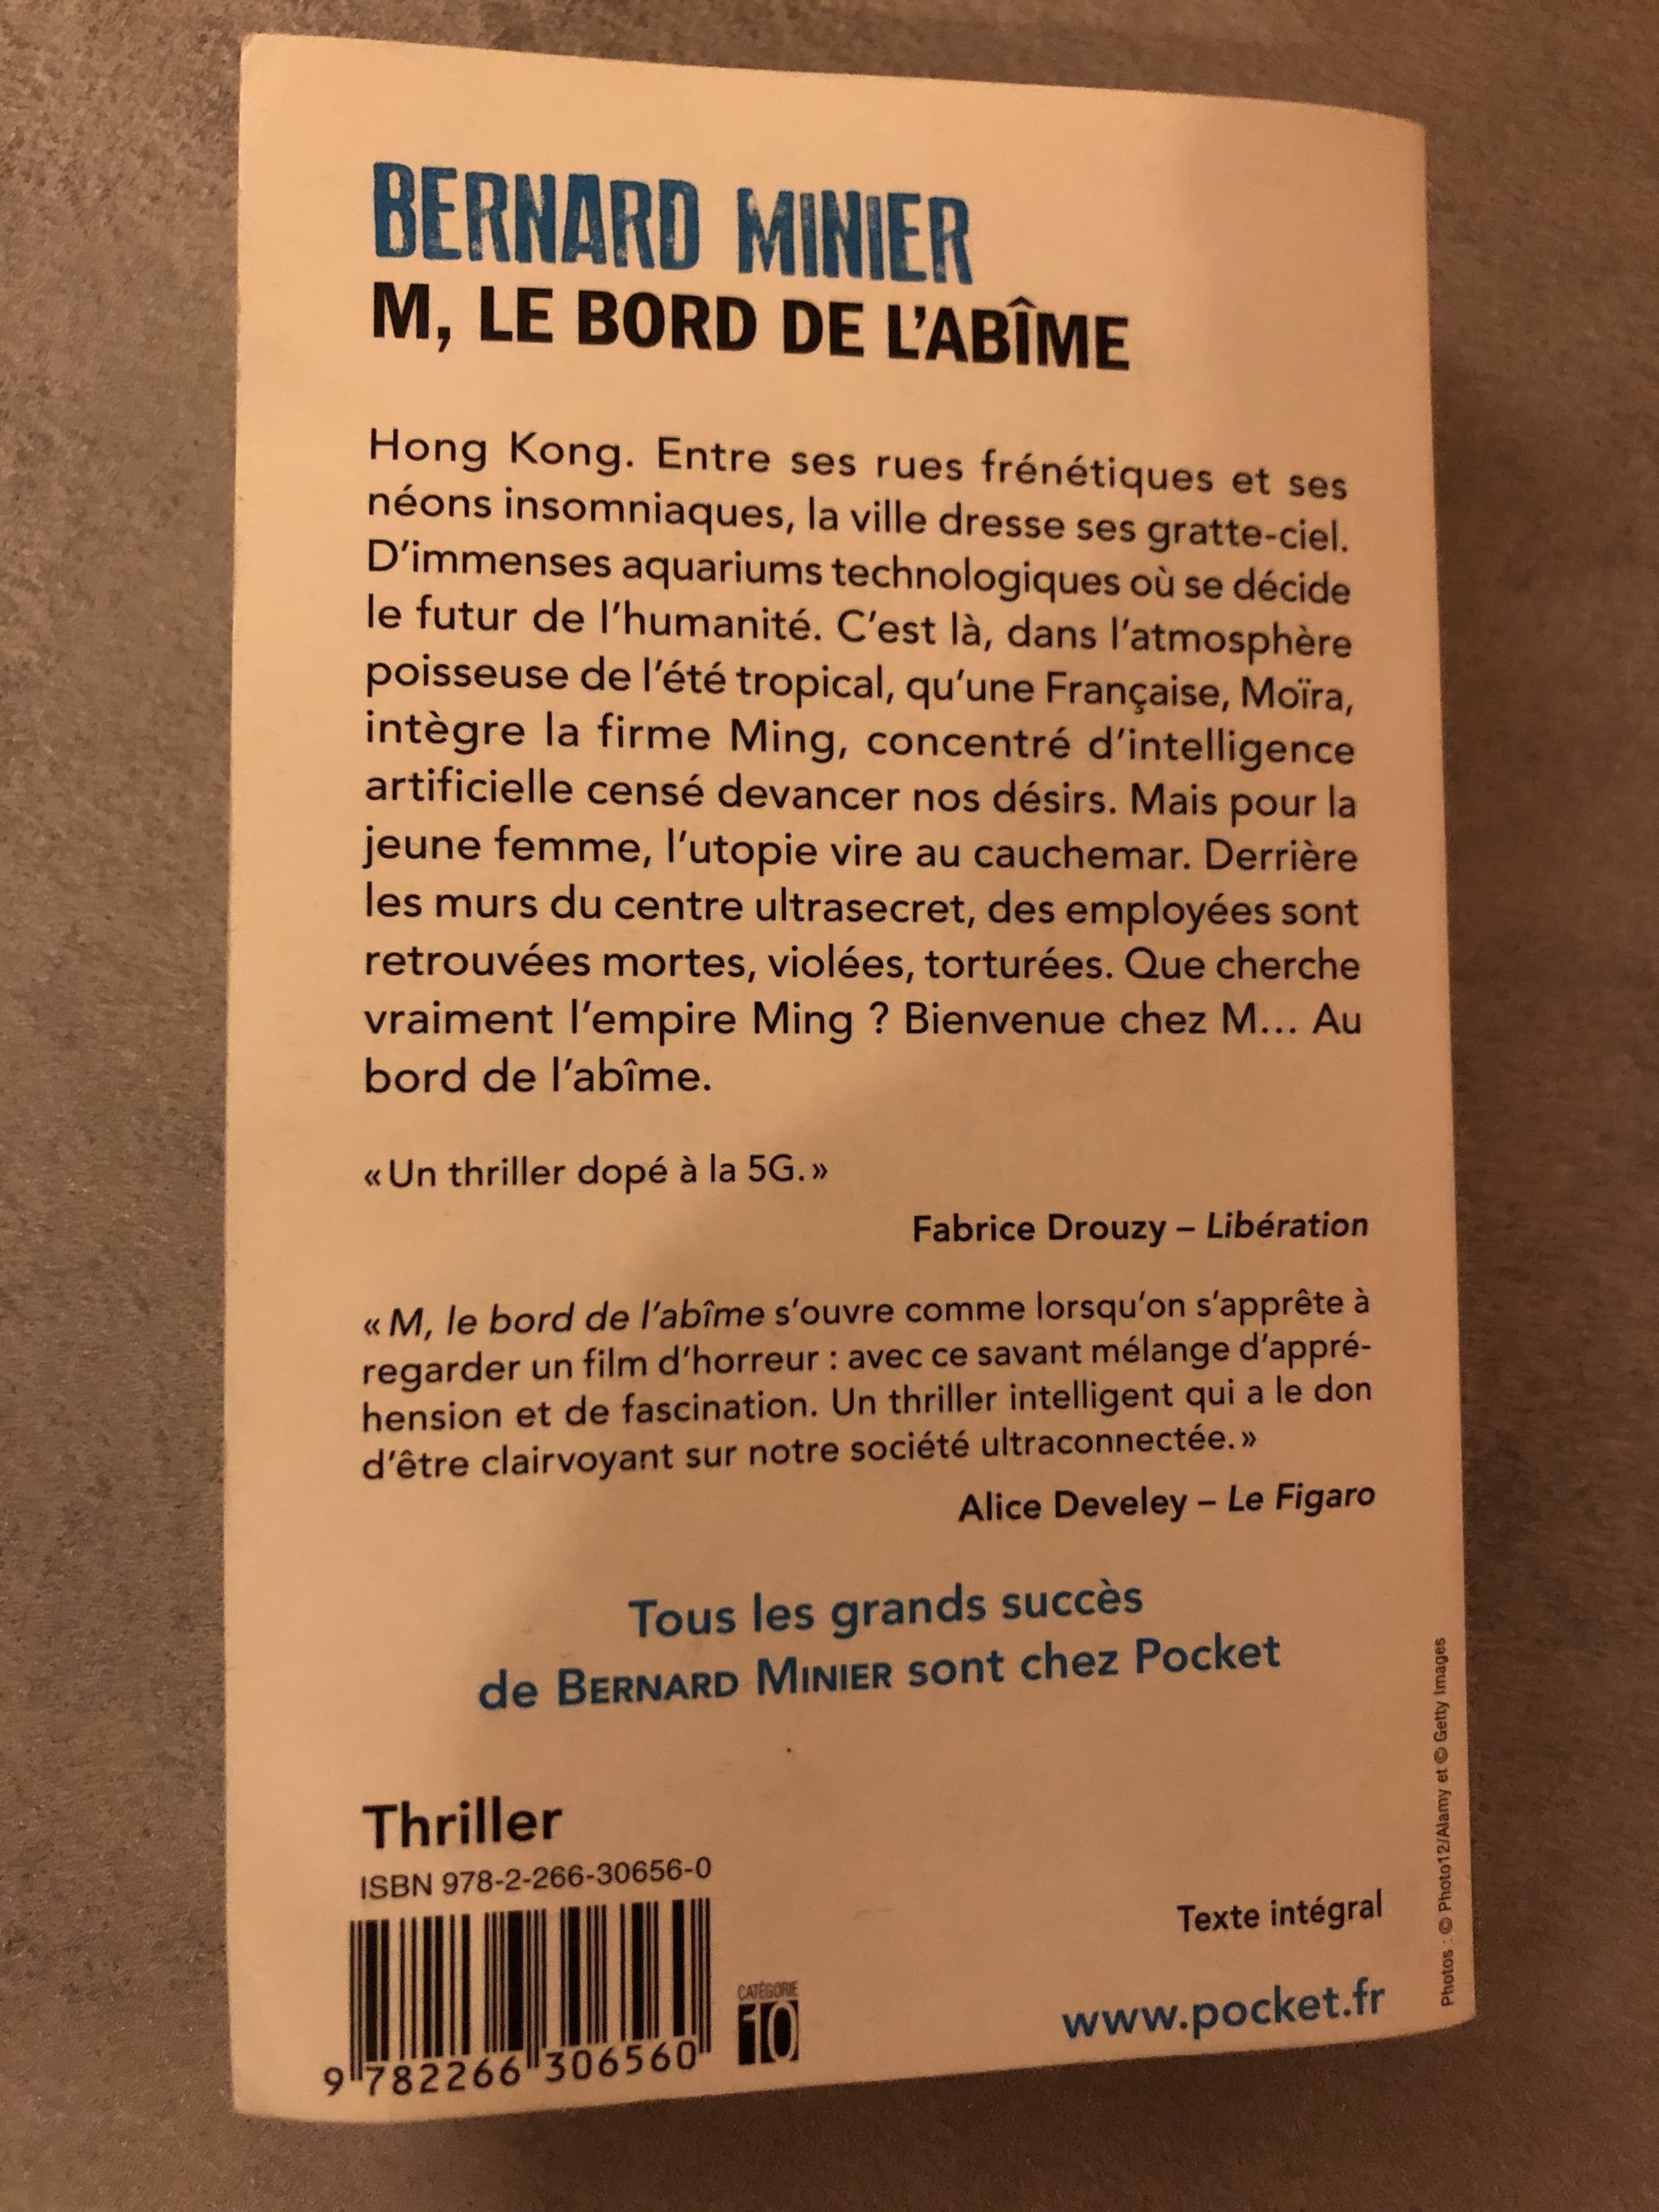 BERNARD MINIER
M, LE BORD DE L'ABÎME
Hong Kong. Entre ses rues frénétiques et ses
néons insomniaques, la ville dresse ses gratte-ciel.
D'immenses aquariums technologiques où se décide
le futur de l'humanité. C'est là, dans l'atmosphère
poisseuse de l'été tropical, qu'une Française, Moïra,
intègre la firme Ming, concentré d'intelligence
artificielle censé devancer nos désirs. Mais pour la
jeune femme, l'utopie vire au cauchemar. Derrière
les murs du centre ultrasecret, des employées sont
retrouvées mortes, violées, torturées. Que cherche
vraiment l'empire Ming ? Bienvenue chez M... Au
bord de l'abîme.
« Un thriller dopé à la 5G. »
Fabrice Drouzy – Libération
« M, le bord de l'abîme s'ouvre comme lorsqu'on s'apprête à
regarder un film d'horreur : avec ce savant mélange d'appré-
hension et de fascination. Un thriller intelligent qui a le don
d'être clairvoyant sur notre société ultraconnectée. »
Alice Develey – Le Figaro
Tous les grands succès
de BERNARD MINIER sont chez Pocket
Thriller
ISBN 978-2-266-30656-0
9 782266 306560
CATÉGORIE
10
Texte intégral
www.pocket.fr
Photos : © Photo12/Alamy et © Getty Images